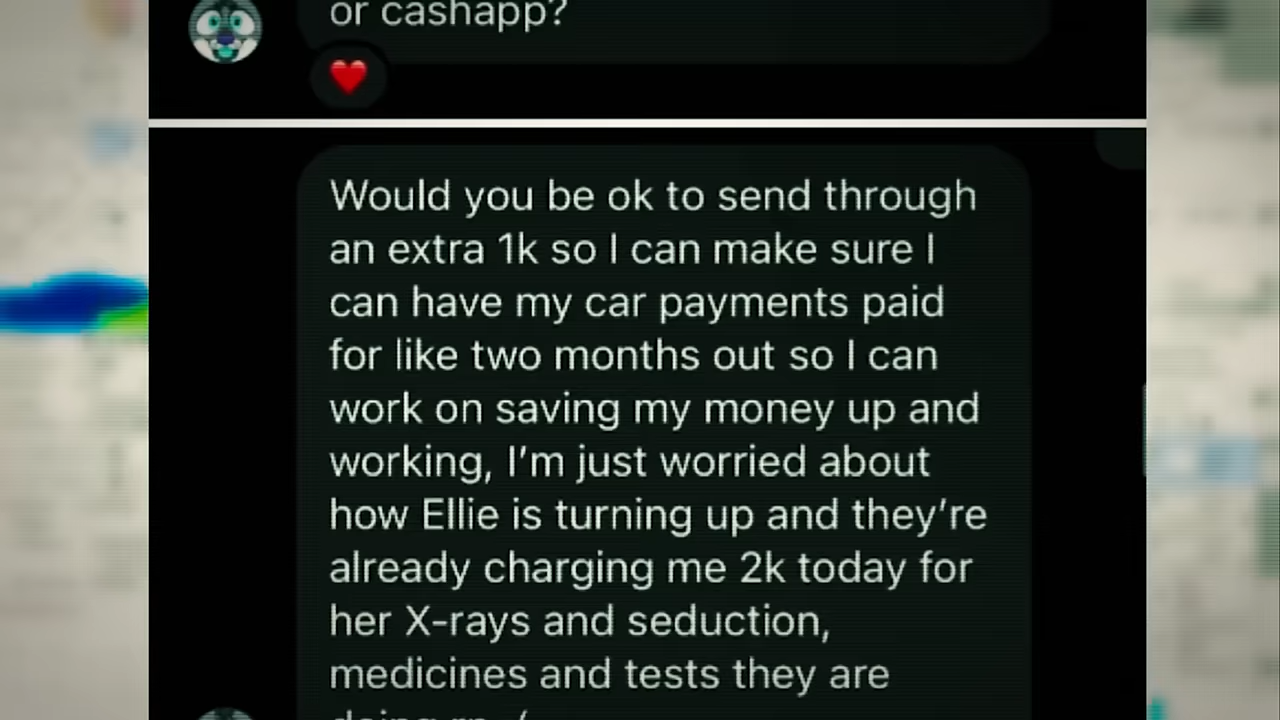 or cashapp?
Would you be ok to send through
an extra 1k so I can make sure I
can have my car payments paid
for like two months out so I can
work on saving my money up and
working, I’m just worried about
how Ellie is turning up and they’re
already charging me 2k today for
her X-rays and seduction,
medicines and tests they are